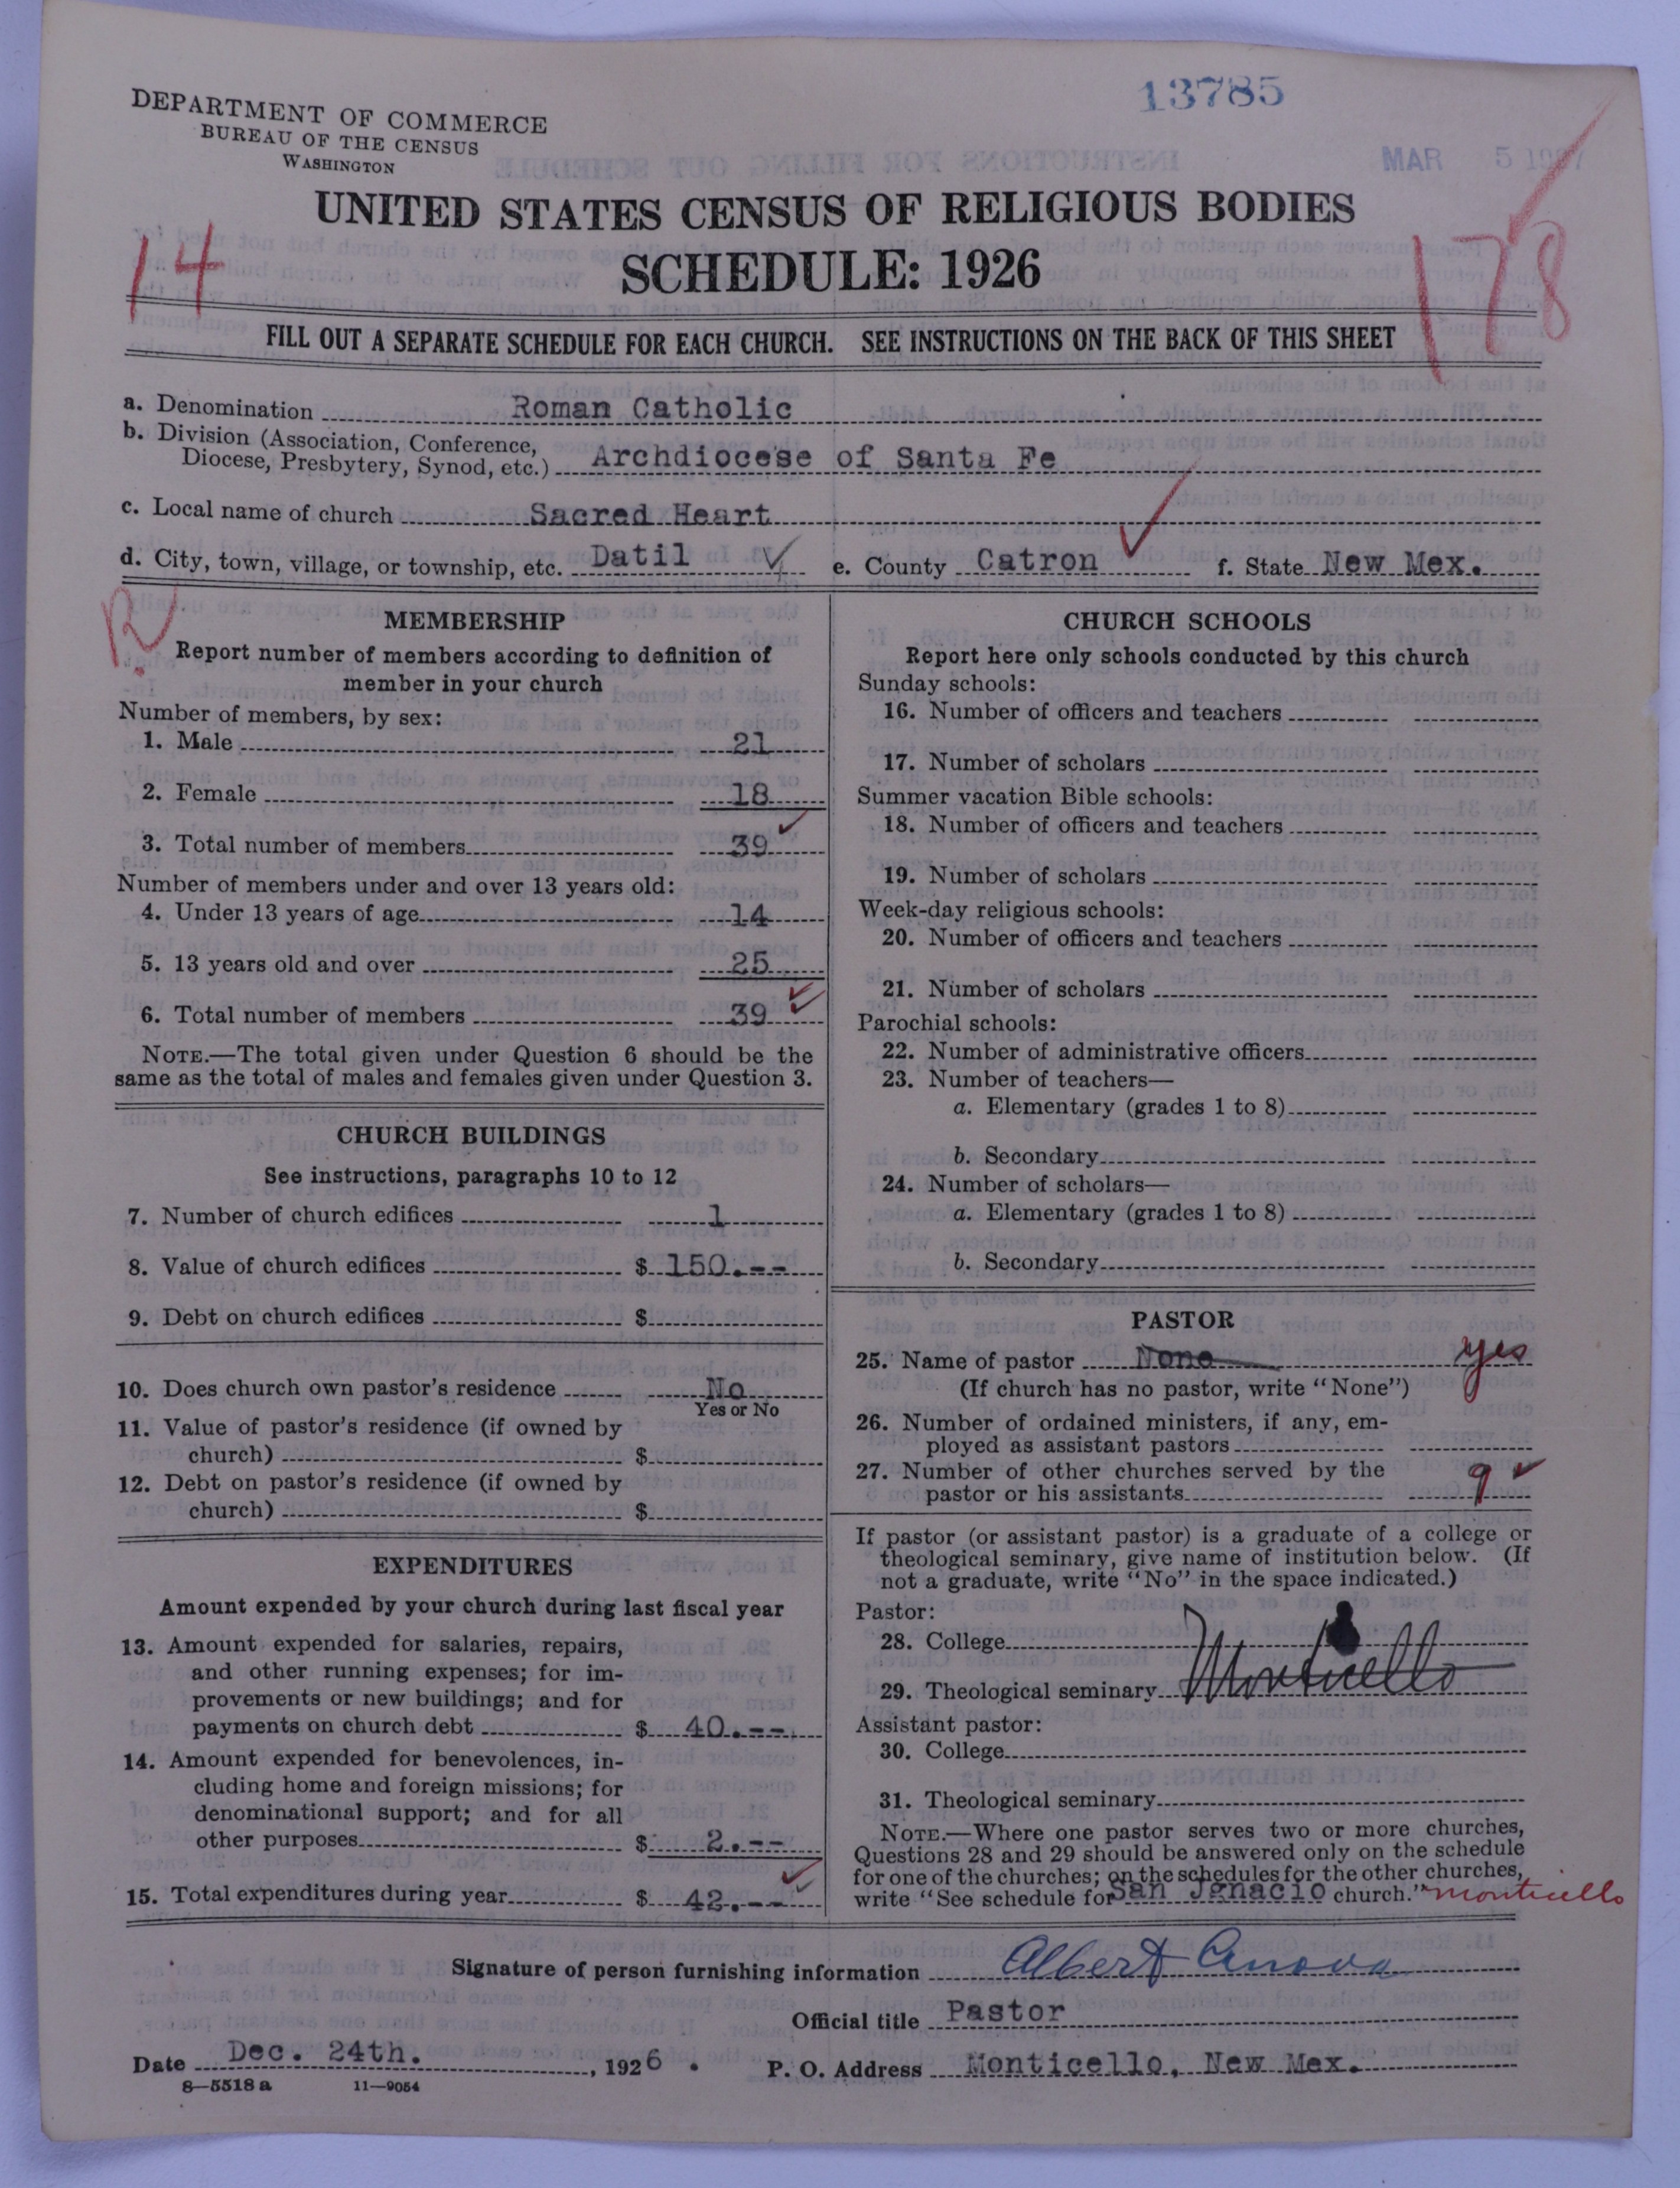 13785
DEPARTMENT OF COMMERCE
BUREAU OF THE CENSUS
WASHINGTON
MAR 5 1927
UNITED STATES CENSUS OF RELIGIOUS BODIES
SCHEDULE: 1926
14
178
FILL OUT A SEPARATE SCHEDULE FOR EACH CHURCH. SEE INSTRUCTIONS ON THE BACK OF THIS SHEET
a. Denomination Roman Catholic
b. Division (Association, Conference,
Diocese, Presbytery, Synod, etc.) Archdiocese of Santa Fe
c. Local name of church Sacred Heart
d. City, town, village, or township, etc. Datil e. County Catron f. State New Mex.
MEMBERSHIP
Report number of members according to definition of
member in your church
Number of members, by sex:
1. Male 21
2. Female 18
3. Total number of members 39
Number of members under and over 13 years old:
4. Under 13 years of age 14
5. 13 years old and over 25
6. Total number of members 39
NOTE.—The total given under Question 6 should be the
same as the total of males and females given under Question 3.
CHURCH BUILDINGS
See instructions, paragraphs 10 to 12
7. Number of church edifices 1
8. Value of church edifices $ 150.--
9. Debt on church edifices $
10. Does church own pastor's residence No
Yes or No
11. Value of pastor's residence (if owned by
church) $
12. Debt on pastor's residence (if owned by
church) $
EXPENDITURES
Amount expended by your church during last fiscal year
13. Amount expended for salaries, repairs,
and other running expenses; for im-
provements or new buildings; and for
payments on church debt $ 40.--
14. Amount expended for benevolences, in-
cluding home and foreign missions; for
denominational support; and for all
other purposes $ 2.--
15. Total expenditures during year $ 42.--
CHURCH SCHOOLS
Report here only schools conducted by this church
Sunday schools:
16. Number of officers and teachers
17. Number of scholars
Summer vacation Bible schools:
18. Number of officers and teachers
19. Number of scholars
Week-day religious schools:
20. Number of officers and teachers
21. Number of scholars
Parochial schools:
22. Number of administrative officers
23. Number of teachers—
a. Elementary (grades 1 to 8)
b. Secondary
24. Number of scholars—
a. Elementary (grades 1 to 8)
b. Secondary
PASTOR
25. Name of pastor None yes
(If church has no pastor, write "None")
26. Number of ordained ministers, if any, em-
ployed as assistant pastors
27. Number of other churches served by the
pastor or his assistants 9
If pastor (or assistant pastor) is a graduate of a college or
theological seminary, give name of institution below. (If
not a graduate, write "No" in the space indicated.)
Pastor:
28. College
29. Theological seminary Monticello
Assistant pastor:
30. College
31. Theological seminary
NOTE.—Where one pastor serves two or more churches,
Questions 28 and 29 should be answered only on the schedule
for one of the churches; on the schedules for the other churches,
write "See schedule for San Jgnacio church." Monticello
Signature of person furnishing information Albert
Official title Pastor
Date Dec. 24th. , 1926 . P. O. Address Monticello, New Mex.
8—5518 a 11—9054